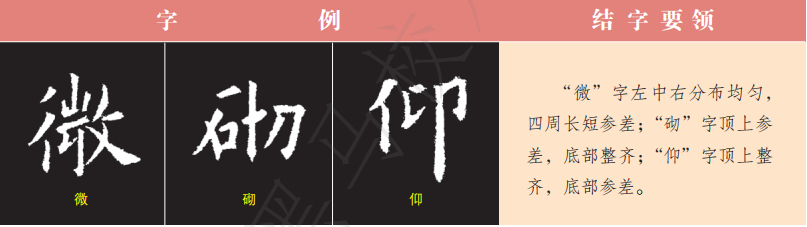 字 例
结字要领
微 砌 仰
微 砌 仰
“微”字左中右分布均匀，
四周长短参差；“砌”字顶上参
差，底部整齐；“仰”字顶上整
齐，底部参差。